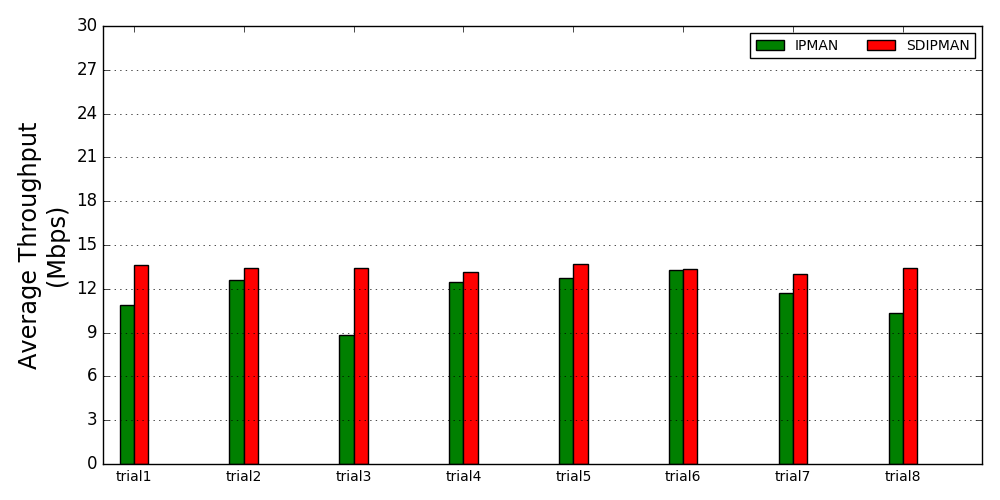 30
27
24
21
18
15
12
9
6
3
0
Average Throughput
(Mbps)
IPMAN
SDIPMAN
trial1
trial2
trial3
trial4
trial5
trial6
trial7
trial8